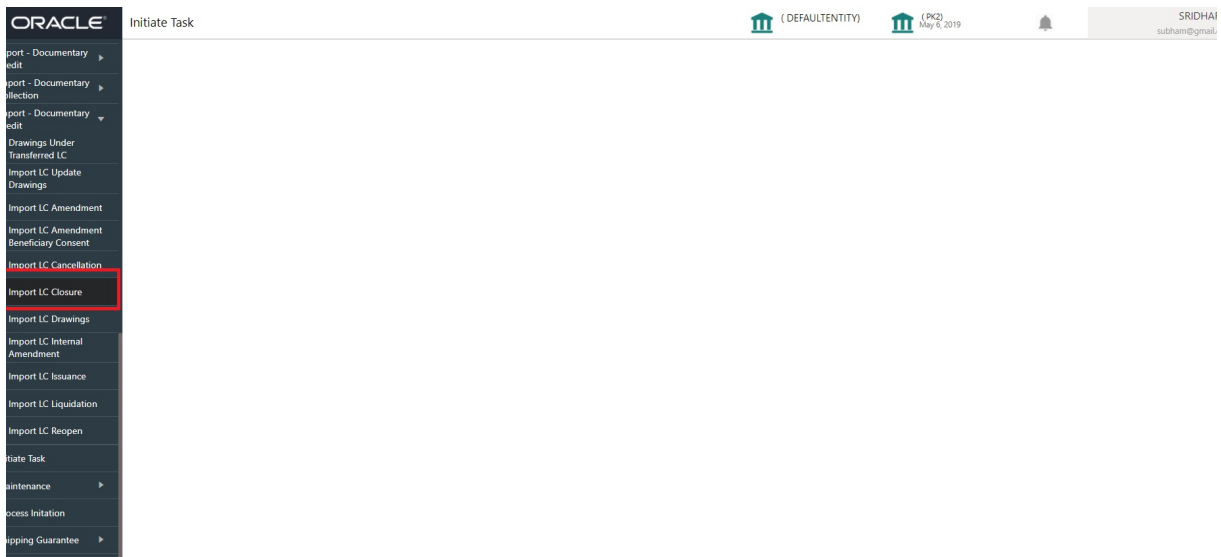 ORACLE
Initiate Task
( DEFAULTENTITY)
( PK2)
May 6, 2019
SRIDHAR
subham@gmail.
port - Documentary
edit
port - Documentary
ollection
port - Documentary
edit
Drawings Under
Transferred LC
Import LC Update
Drawings
Import LC Amendment
Import LC Amendment
Beneficiary Consent
Import LC Cancellation
Import LC Closure
Import LC Drawings
Import LC Internal
Amendment
Import LC Issuance
Import LC Liquidation
Import LC Reopen
itiate Task
aintenance
ocess Initation
ipping Guarantee